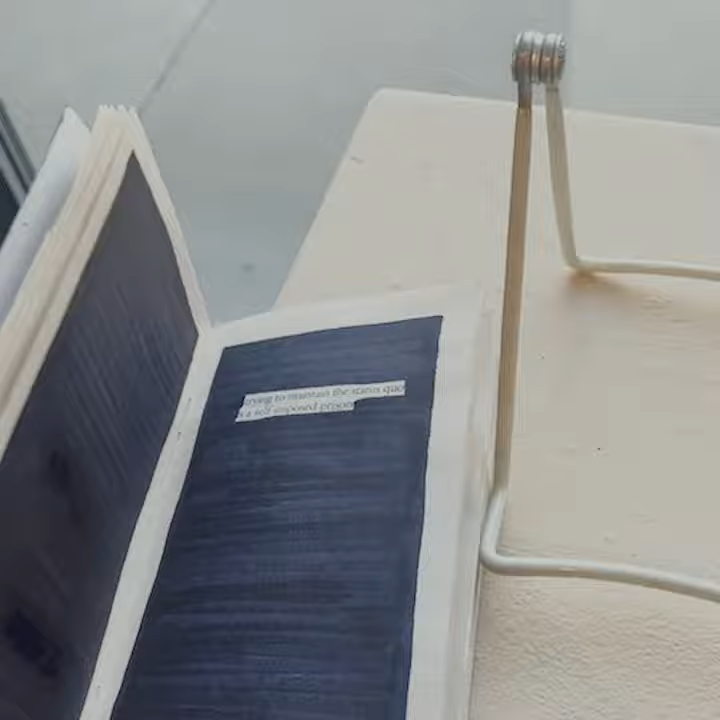 trying to maintain the status quo
is a self imposed prison